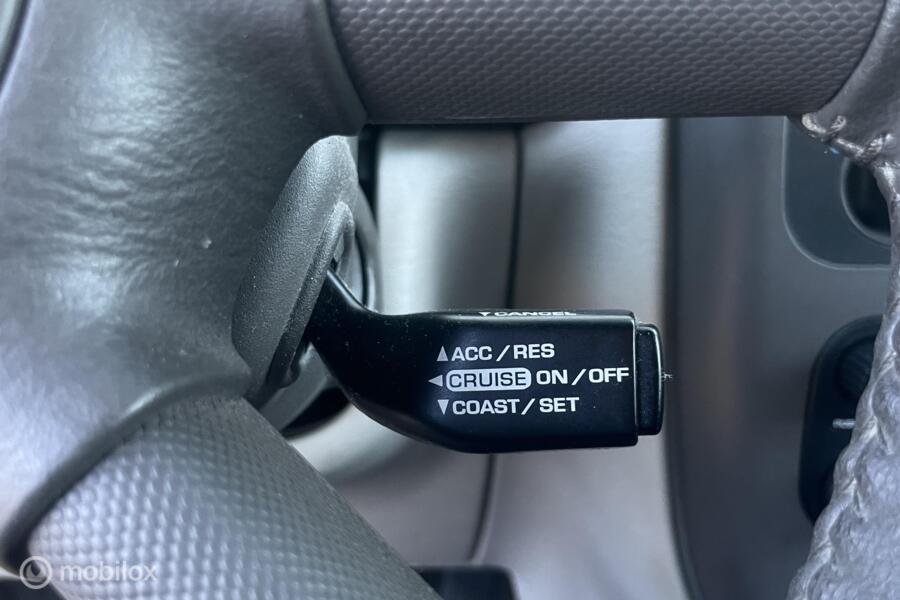 ▼CANCEL
▲ACC/RES
◄CRUISE ON/OFF
▼COAST/SET
mobilox